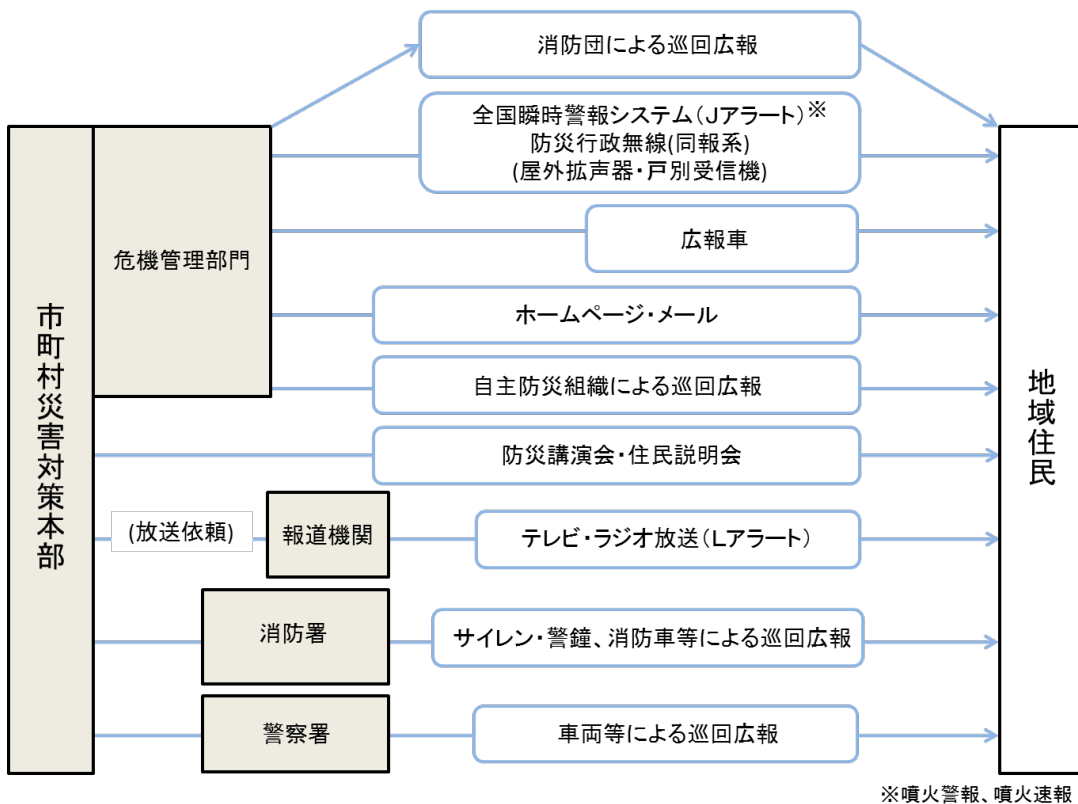 消防団による巡回広報
全国瞬時警報システム(Jアラート)※
防災行政無線(同報系)
(屋外拡声器・戸別受信機)
広報車
危機管理部門
ホームページ・メール
自主防災組織による巡回広報
市町村災害対策本部
地域住民
防災講演会・住民説明会
(放送依頼)
報道機関
テレビ・ラジオ放送(Lアラート)
消防署
サイレン・警鐘、消防車等による巡回広報
警察署
車両等による巡回広報
※噴火警報、噴火速報